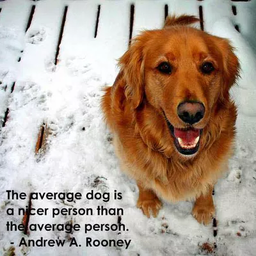 The average dog is
a nicer person than
the average person.
- Andrew A. Rooney